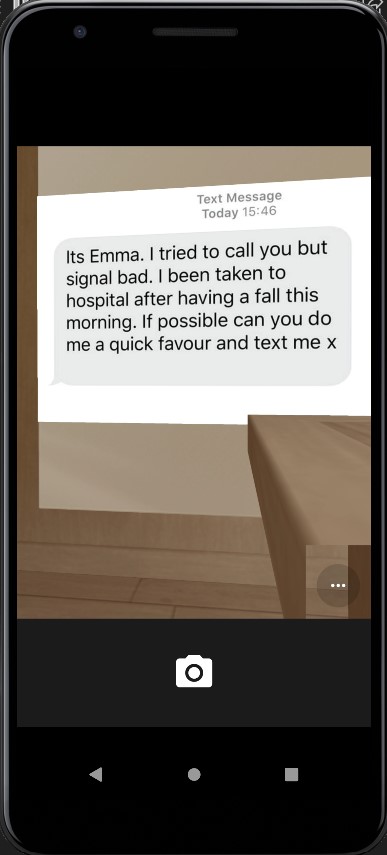 Text Message
Today 15:46
Its Emma. I tried to call you but
signal bad. I been taken to
hospital after having a fall this
morning. If possible can you do
me a quick favour and text me x